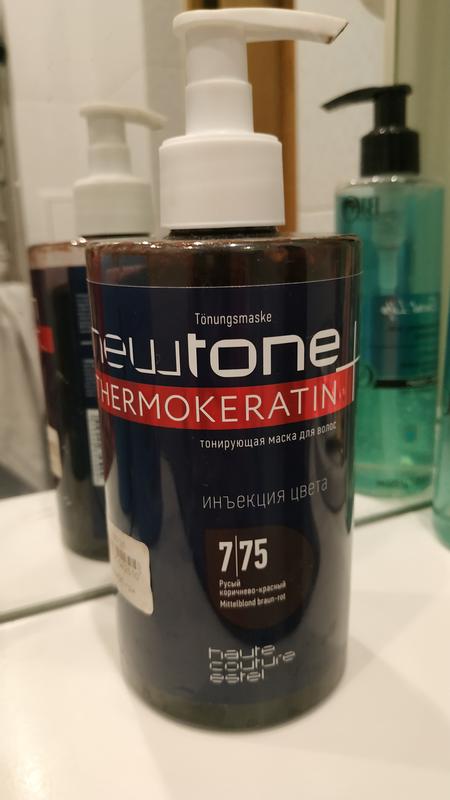 Tönungsmaske
newtone
THERMOKERATIN
тонирующая маска для волос
инъекция цвета
7|75
Русый
коричнево-красный
Mittelblond braun-rot
haute
couture
estel